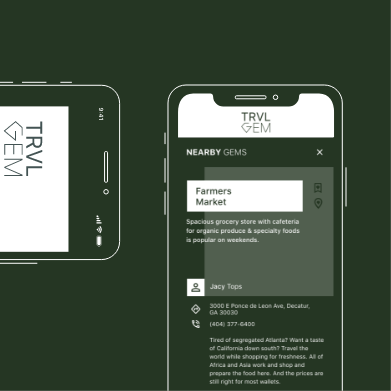 9:41
TRVL
GEM
TRVL
GEM
NEARBY GEMS
Farmers
Market
Spacious grocery store with cafeteria
for organic produce & specialty foods
is popular on weekends.
Jacy Tops
3000 E Ponce de Leon Ave, Decatur,
GA 30030
(404) 377-6400
Tired of segregated Atlanta? Want a taste
of California down south? Travel the
world while shopping for freshness. All of
Africa and Asia work and shop and
prepare the food here. And the prices are
still right for most wallets.